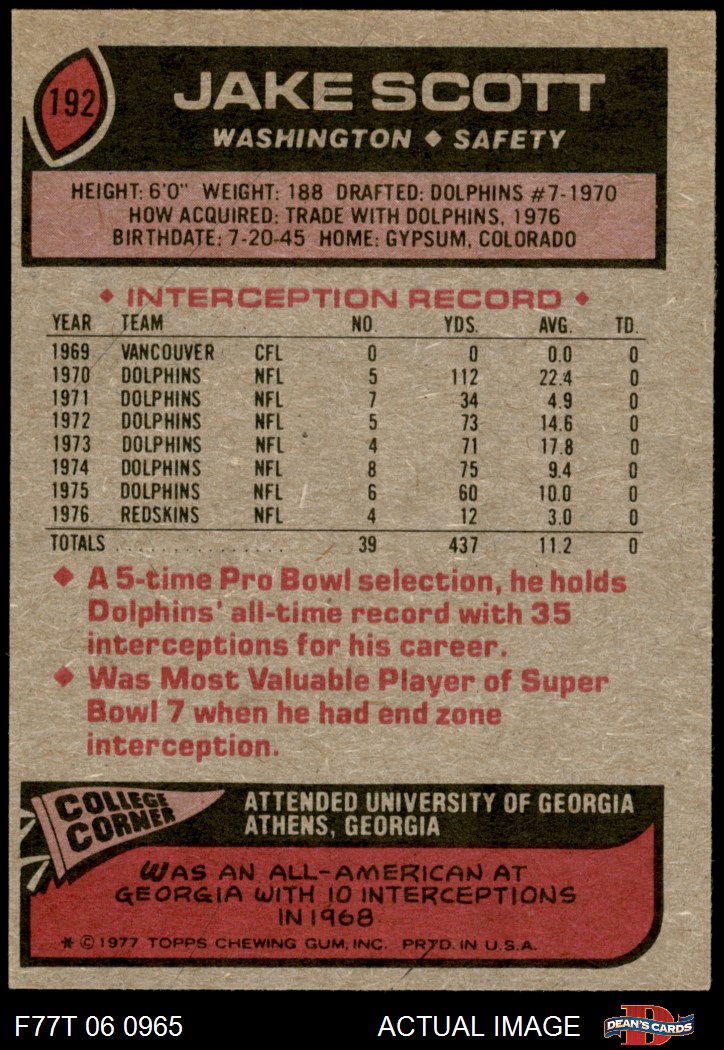 192
JAKE SCOTT
WASHINGTON ◆ SAFETY
HEIGHT: 6'0" WEIGHT: 188 DRAFTED: DOLPHINS #7-1970
HOW ACQUIRED: TRADE WITH DOLPHINS, 1976
BIRTHDATE: 7-20-45 HOME: GYPSUM, COLORADO
◆ INTERCEPTION RECORD ◆
YEAR TEAM NO. YDS. AVG. TD.
1969 VANCOUVER CFL 0 0 0.0 0
1970 DOLPHINS NFL 5 112 22.4 0
1971 DOLPHINS NFL 7 34 4.9 0
1972 DOLPHINS NFL 5 73 14.6 0
1973 DOLPHINS NFL 4 71 17.8 0
1974 DOLPHINS NFL 8 75 9.4 0
1975 DOLPHINS NFL 6 60 10.0 0
1976 REDSKINS NFL 4 12 3.0 0
TOTALS . . . . . . . . . . . . . . . . 39 437 11.2 0
◆ A 5-time Pro Bowl selection, he holds
Dolphins' all-time record with 35
interceptions for his career.
◆ Was Most Valuable Player of Super
Bowl 7 when he had end zone
interception.
COLLEGE
CORNER
ATTENDED UNIVERSITY OF GEORGIA
ATHENS, GEORGIA
WAS AN ALL-AMERICAN AT
GEORGIA WITH 10 INTERCEPTIONS
IN 1968
* © 1977 TOPPS CHEWING GUM, INC. PRTD. IN U.S.A.
F77T 06 0965 ACTUAL IMAGE
D
DEAN'S CARDS